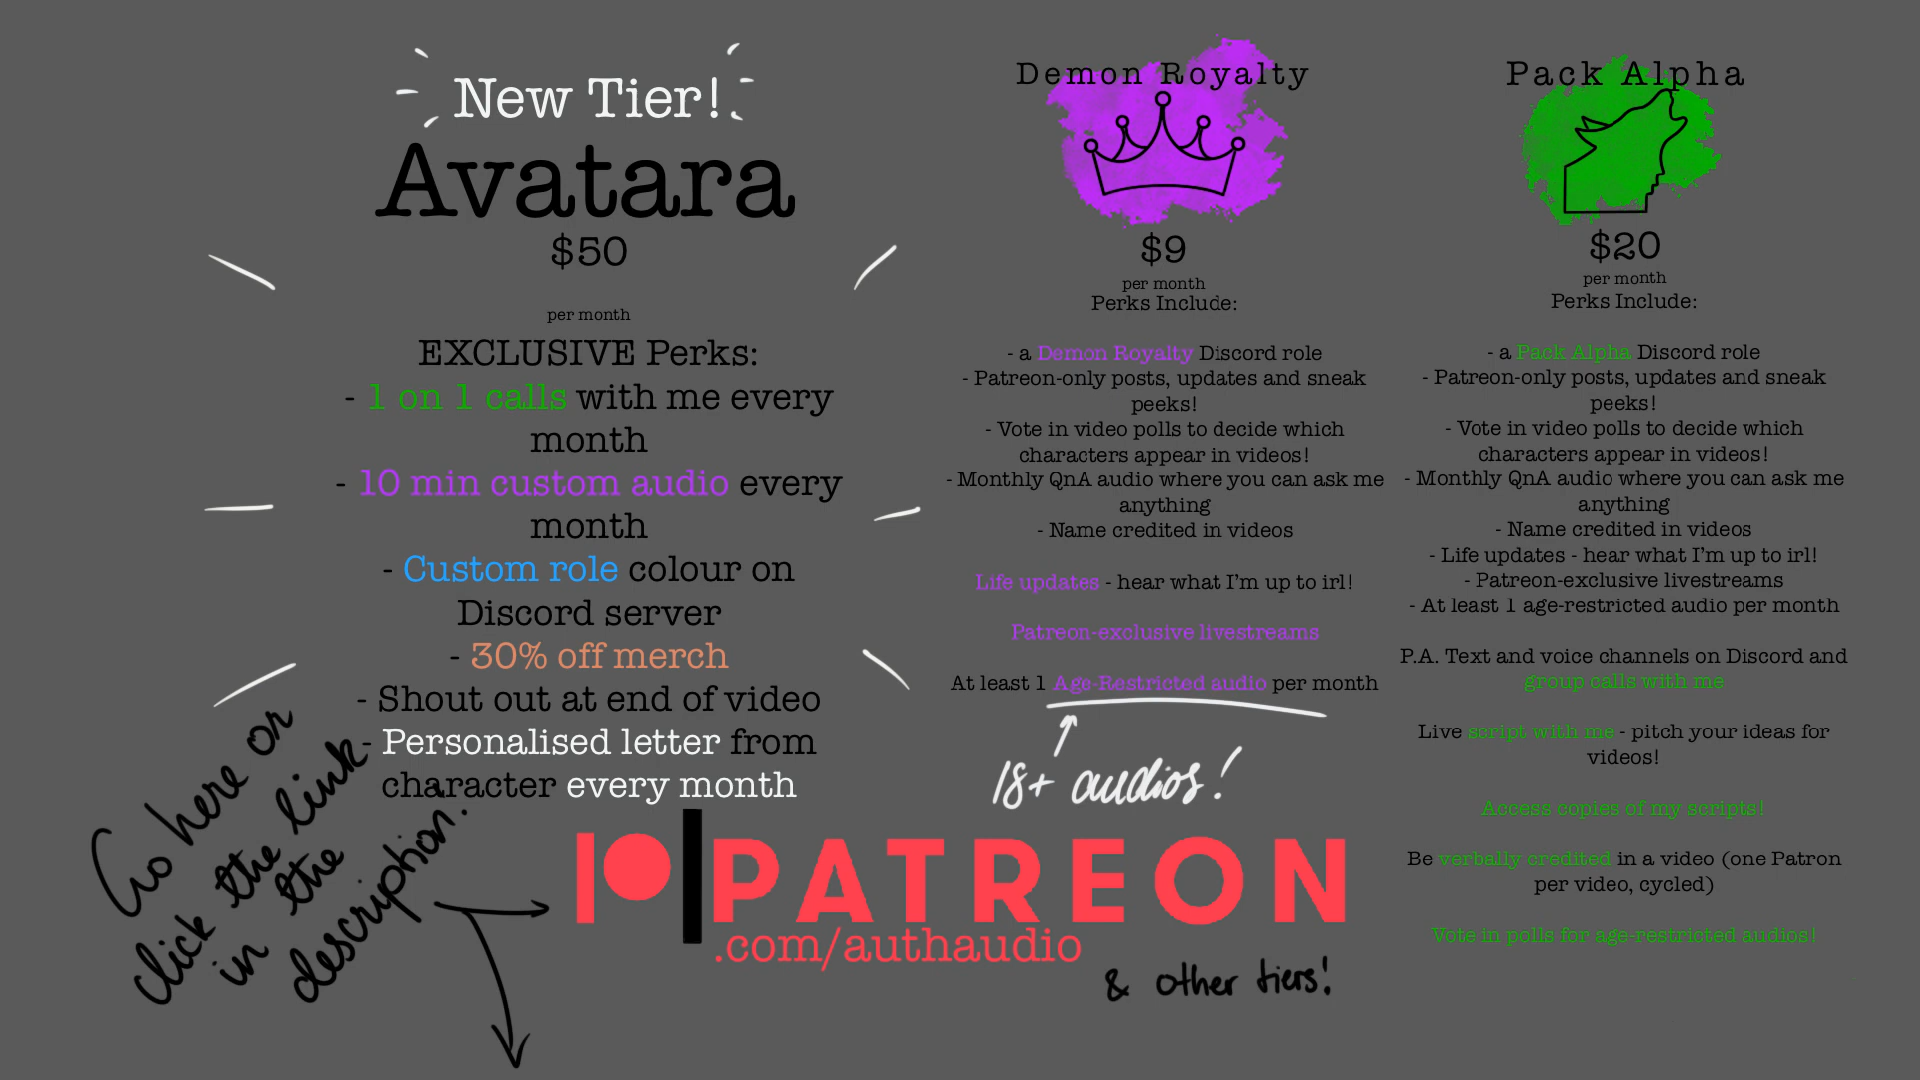 New Tier!
Avatara
$50
per month
EXCLUSIVE Perks:
- 1 on 1 calls with me every
month
- 10 min custom audio every
month
- Custom role colour on
Discord server
- 30% off merch
- Shout out at end of video
- Personalised letter from
character every month
Demon Royalty
$9
per month
Perks Include:
- a Demon Royalty Discord role
- Patreon-only posts, updates and sneak
peeks!
- Vote in video polls to decide which
characters appear in videos!
- Monthly QnA audio where you can ask me
anything
- Name credited in videos
Life updates - hear what I'm up to irl!
Patreon-exclusive livestreams
At least 1 Age-Restricted audio per month
18+ audios!
Pack Alpha
$20
per month
Perks Include:
- a Pack Alpha Discord role
- Patreon-only posts, updates and sneak
peeks!
- Vote in video polls to decide which
characters appear in videos!
- Monthly QnA audio where you can ask me
anything
- Name credited in videos
- Life updates - hear what I'm up to irl!
- Patreon-exclusive livestreams
- At least 1 age-restricted audio per month
P.A. Text and voice channels on Discord and
group calls with me
Live script with me - pitch your ideas for
videos!
Access copies of my scripts!
Be verbally credited in a video (one Patron
per video, cycled)
Vote in polls for age-restricted audios!
Go here or
click the link
in the
description!
PATREON
.com/authaudio
& other tiers!